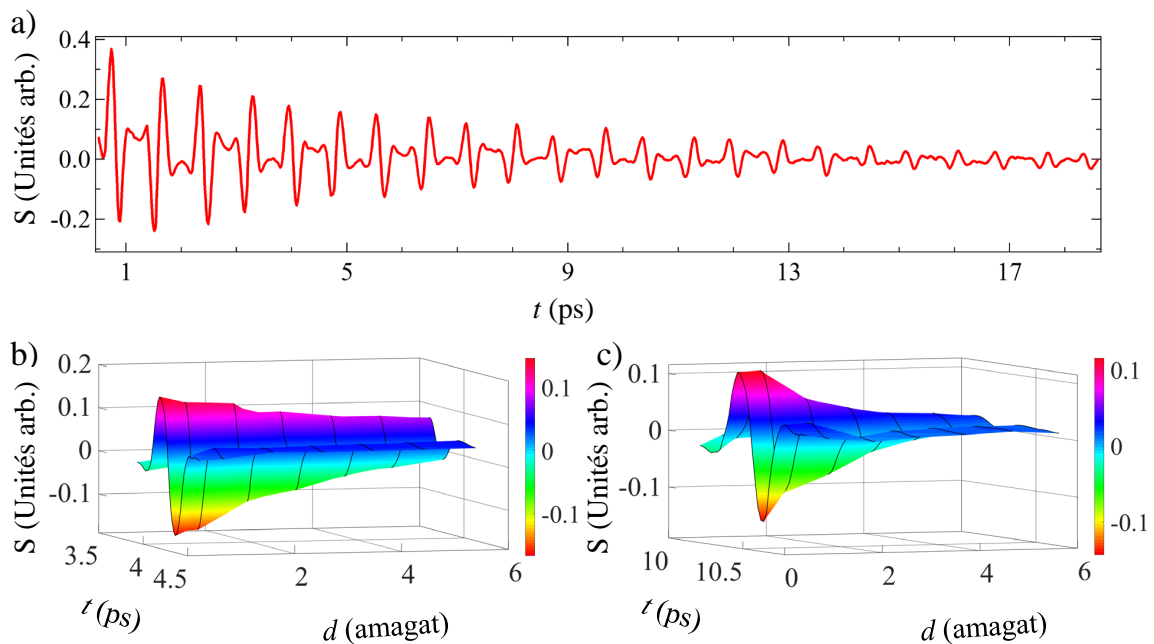 a)
S (Unités arb.)
0.4
0.2
0.0
-0.2
1 5 9 13 17
t (ps)
b)
S (Unités arb.)
0.2
0.1
0
-0.1
3.5 4 4.5
t (ps)
2 4 6
d (amagat)
0.1
-0.1
c)
S (Unités arb.)
0.1
0
-0.1
10 10.5
t (ps)
0 2 4 6
d (amagat)
0.1
0
-0.1